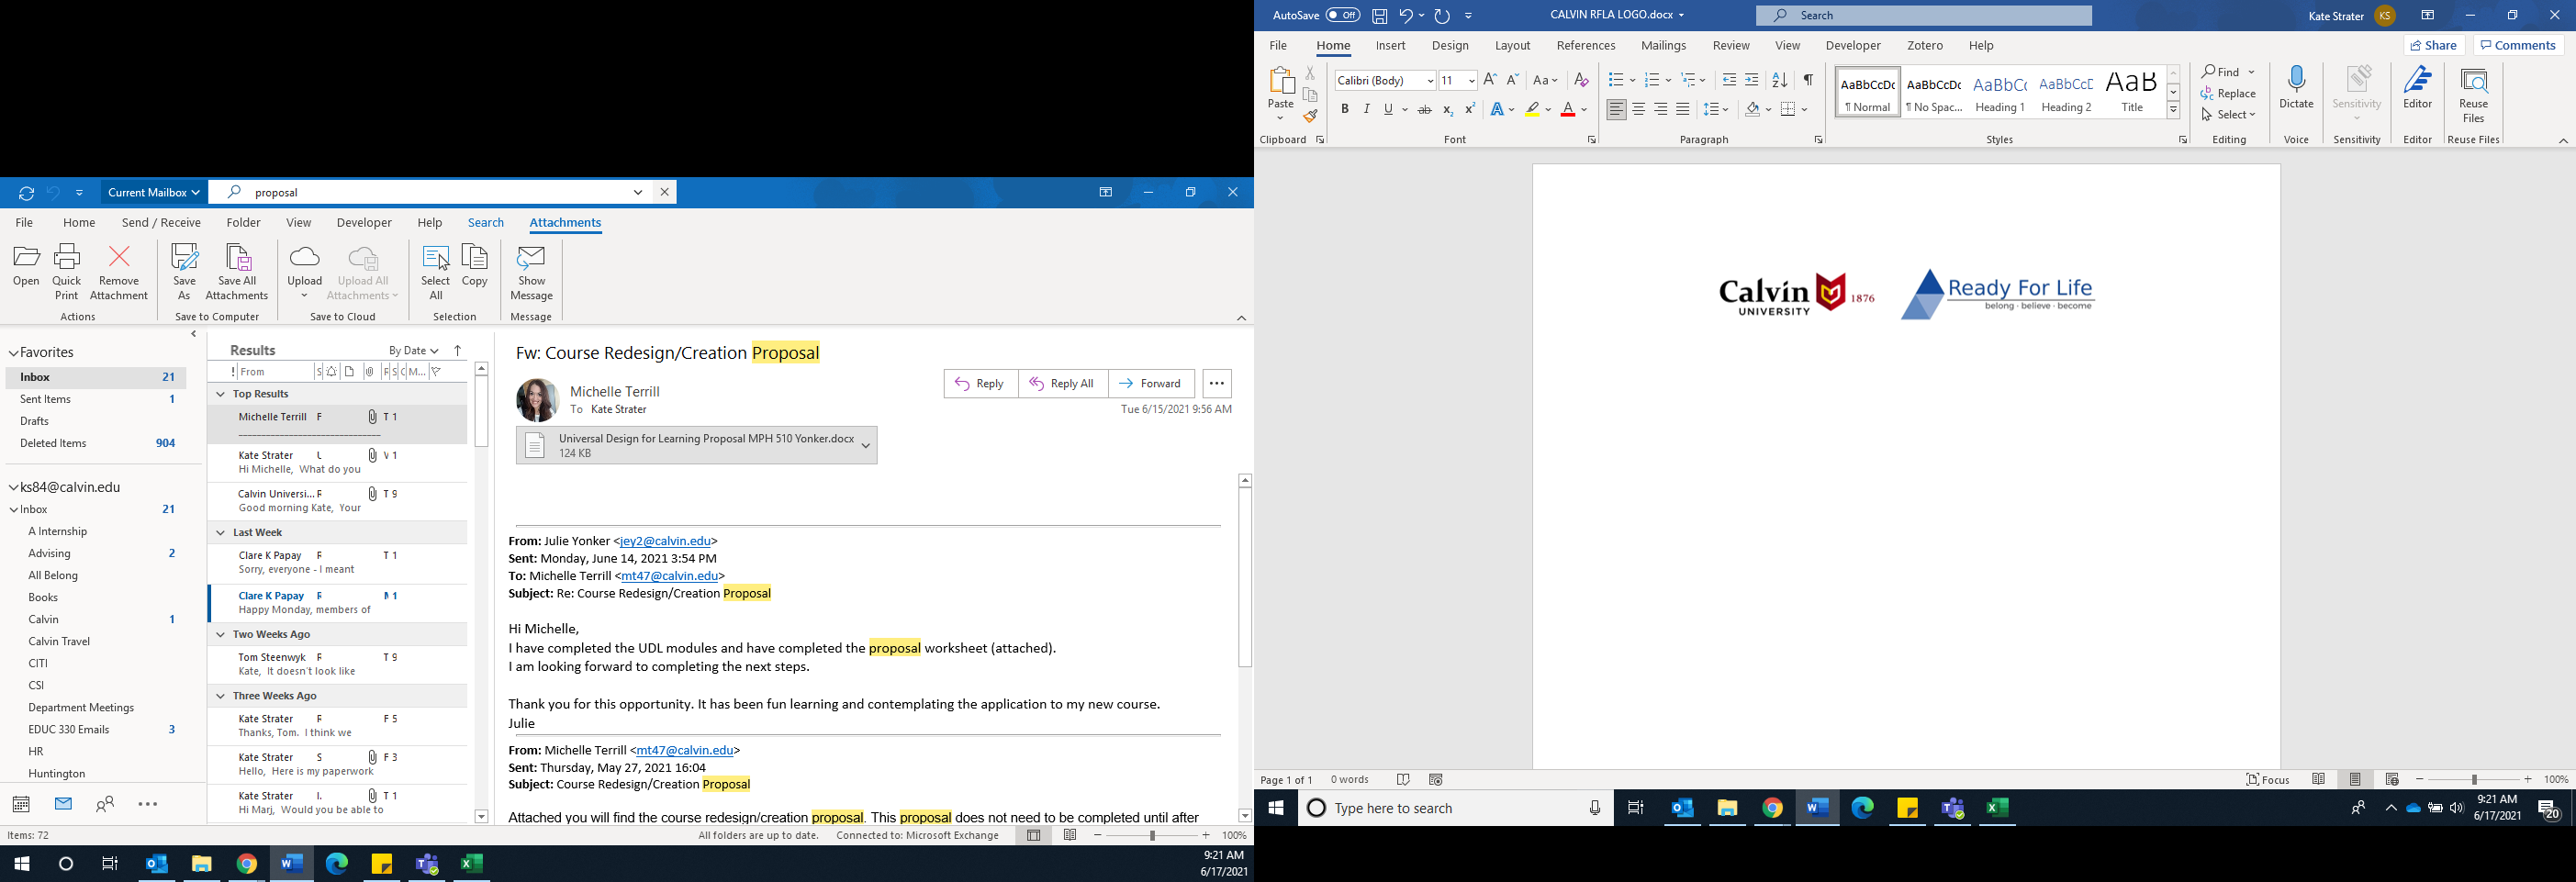 Current Mailbox
proposal
File Home Send / Receive Folder View Developer Help Search Attachments
Open
Quick Print
Remove Attachment
Actions
Save As
Save All Attachments
Save to Computer
Upload
Upload All Attachments
Save to Cloud
Select All
Copy
Selection
Show Message
Message
Favorites
Inbox 21
Sent Items 1
Drafts
Deleted Items 904
ks84@calvin.edu
Inbox 21
A Internship
Advising 2
All Belong
Books
Calvin 1
Calvin Travel
CITI
CSI
Department Meetings
EDUC 330 Emails 3
HR
Huntington
Results By Date
! From S F S C M...
Top Results
Michelle Terrill F T 1
Kate Strater U V 1
Hi Michelle, What do you
Calvin Universi... F T 9
Good morning Kate, Your
Last Week
Clare K Papay F T 1
Sorry, everyone - I meant
Clare K Papay F M 1
Happy Monday, members of
Two Weeks Ago
Tom Steenwyk F T 9
Kate, It doesn't look like
Three Weeks Ago
Kate Strater F F 5
Thanks, Tom. I think we
Kate Strater S F 3
Hello, Here is my paperwork
Kate Strater I. T 1
Hi Marj, Would you be able to
Fw: Course Redesign/Creation Proposal
Michelle Terrill
To Kate Strater
Reply Reply All Forward ...
Tue 6/15/2021 9:56 AM
Universal Design for Learning Proposal MPH 510 Yonker.docx
124 KB
From: Julie Yonker <jey2@calvin.edu>
Sent: Monday, June 14, 2021 3:54 PM
To: Michelle Terrill <mt47@calvin.edu>
Subject: Re: Course Redesign/Creation Proposal
Hi Michelle,
I have completed the UDL modules and have completed the proposal worksheet (attached).
I am looking forward to completing the next steps.
Thank you for this opportunity. It has been fun learning and contemplating the application to my new course.
Julie
From: Michelle Terrill <mt47@calvin.edu>
Sent: Thursday, May 27, 2021 16:04
Subject: Course Redesign/Creation Proposal
Attached you will find the course redesign/creation proposal. This proposal does not need to be completed until after
Items: 72 All folders are up to date. Connected to: Microsoft Exchange 100%
9:21 AM
6/17/2021
AutoSave Off CALVIN RFLA LOGO.docx Search Kate Strater KS
File Home Insert Design Layout References Mailings Review View Developer Zotero Help Share Comments
Paste
Clipboard
Calibri (Body) 11 A A Aa A
B I U ab x2 x2 A A
Font
Paragraph
AaBbCcDc AaBbCcDc AaBbCc AaBbCcD AaB
¶ Normal ¶ No Spac... Heading 1 Heading 2 Title
Styles
Find
Replace
Select
Editing
Dictate
Voice
Sensitivity
Sensitivity
Editor
Editor
Reuse Files
Reuse Files
Calvin
UNIVERSITY
1876
Ready For Life
belong · believe · become
Page 1 of 1 0 words Focus 100%
Type here to search
9:21 AM
6/17/2021
20